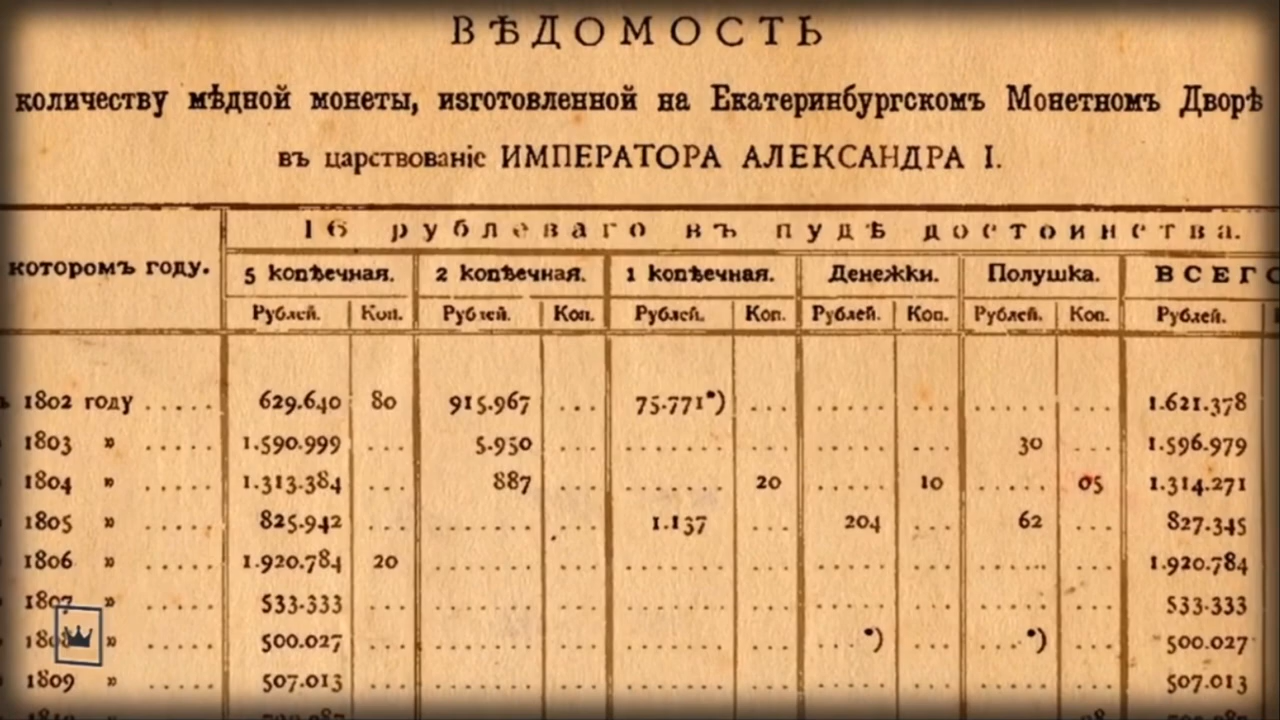 ВѢДОМОСТЬ
количеству мѣдной монеты, изготовленной на Екатеринбургскомъ Монетномъ Дворѣ
въ царствованіе ИМПЕРАТОРА АЛЕКСАНДРА I.
16 рублеваго въ пудѣ достоинства.
котором​ъ году. 5 копѣечная. 2 копѣечная. 1 копѣечная. Денежки. Полушка. ВСЕГО
Рублей. Коп. Рублей. Коп. Рублей. Коп. Рублей. Коп. Рублей. Коп. Рублей.
1802 году ..... 629.640 80 915.967 ... 75.771*) ... ..... ... ..... ... 1.621.378
1803 » ..... 1.590.999 ... 5.950 ... ....... ... ..... ... 30 ... 1.596.979
1804 » ..... 1.313.384 ... 887 ... ....... 20 ..... 10 ..... 05 1.314.271
1805 » ..... 825.942 ... ....... ... 1.137 ... 204 ... 62 ... 827.345
1806 » ..... 1.920.784 20 ....... ... ....... ... ..... ... ..... ... 1.920.784
1807 » ..... 533.333 ... ....... ... ....... ... ..... ... ..... ... 533.333
1808 » ..... 500.027 ... ....... ... ....... ... *) ... ...*) ... 500.027
1809 » ..... 507.013 ... ....... ... ....... ... ..... ... ..... ... 507.013